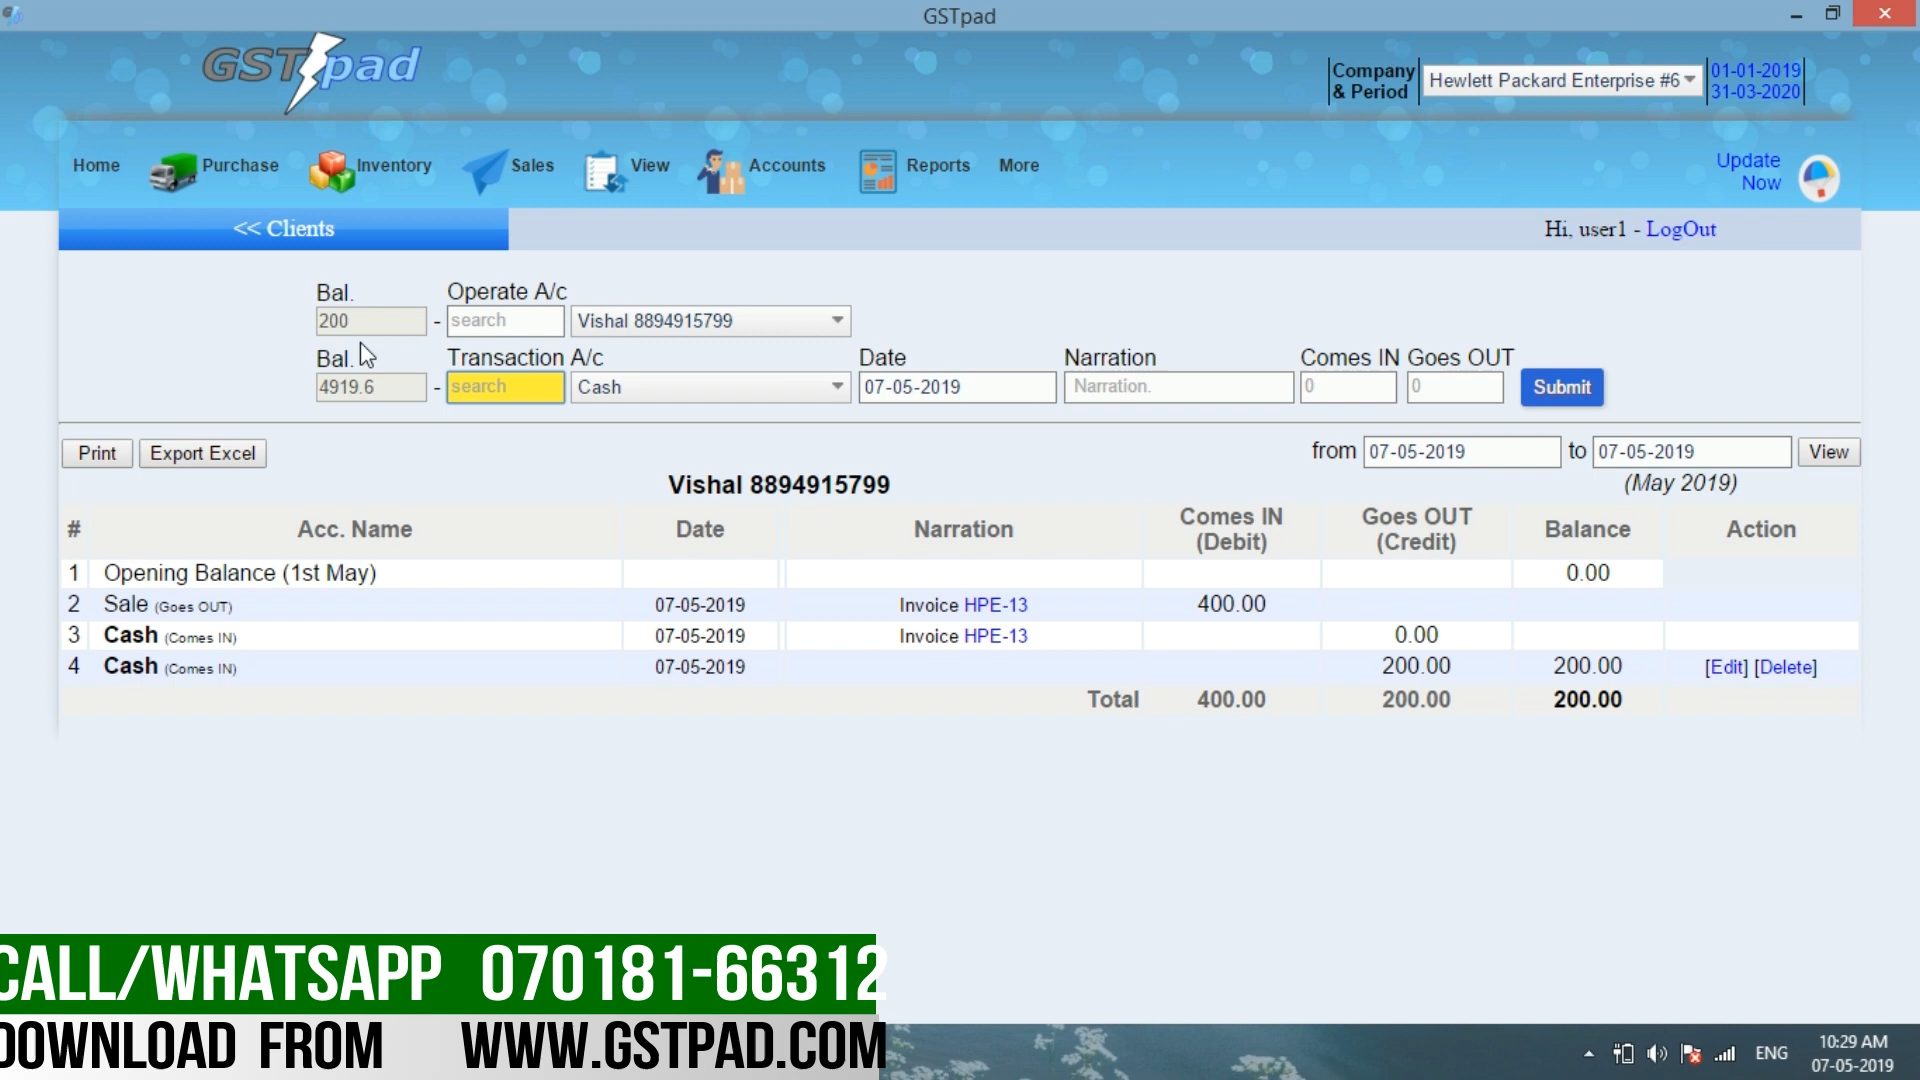 GSTpad
GSTpad
Company & Period Hewlett Packard Enterprise #6 01-01-2019 31-03-2020
Home Purchase Inventory Sales View Accounts Reports More Update Now
<< Clients Hi, user1 - LogOut
Bal. Operate A/c
200 - search Vishal 8894915799
Bal. Transaction A/c Date Narration Comes IN Goes OUT
4919.6 - search Cash 07-05-2019 Narration. 0 0 Submit
Print Export Excel from 07-05-2019 to 07-05-2019 View
Vishal 8894915799 (May 2019)
# Acc. Name Date Narration Comes IN (Debit) Goes OUT (Credit) Balance Action
1 Opening Balance (1st May) 0.00
2 Sale (Goes OUT) 07-05-2019 Invoice HPE-13 400.00
3 Cash (Comes IN) 07-05-2019 Invoice HPE-13 0.00
4 Cash (Comes IN) 07-05-2019 200.00 200.00 [Edit] [Delete]
Total 400.00 200.00 200.00
CALL/WHATSAPP 070181-66312
DOWNLOAD FROM WWW.GSTPAD.COM
ENG 10:29 AM
07-05-2019